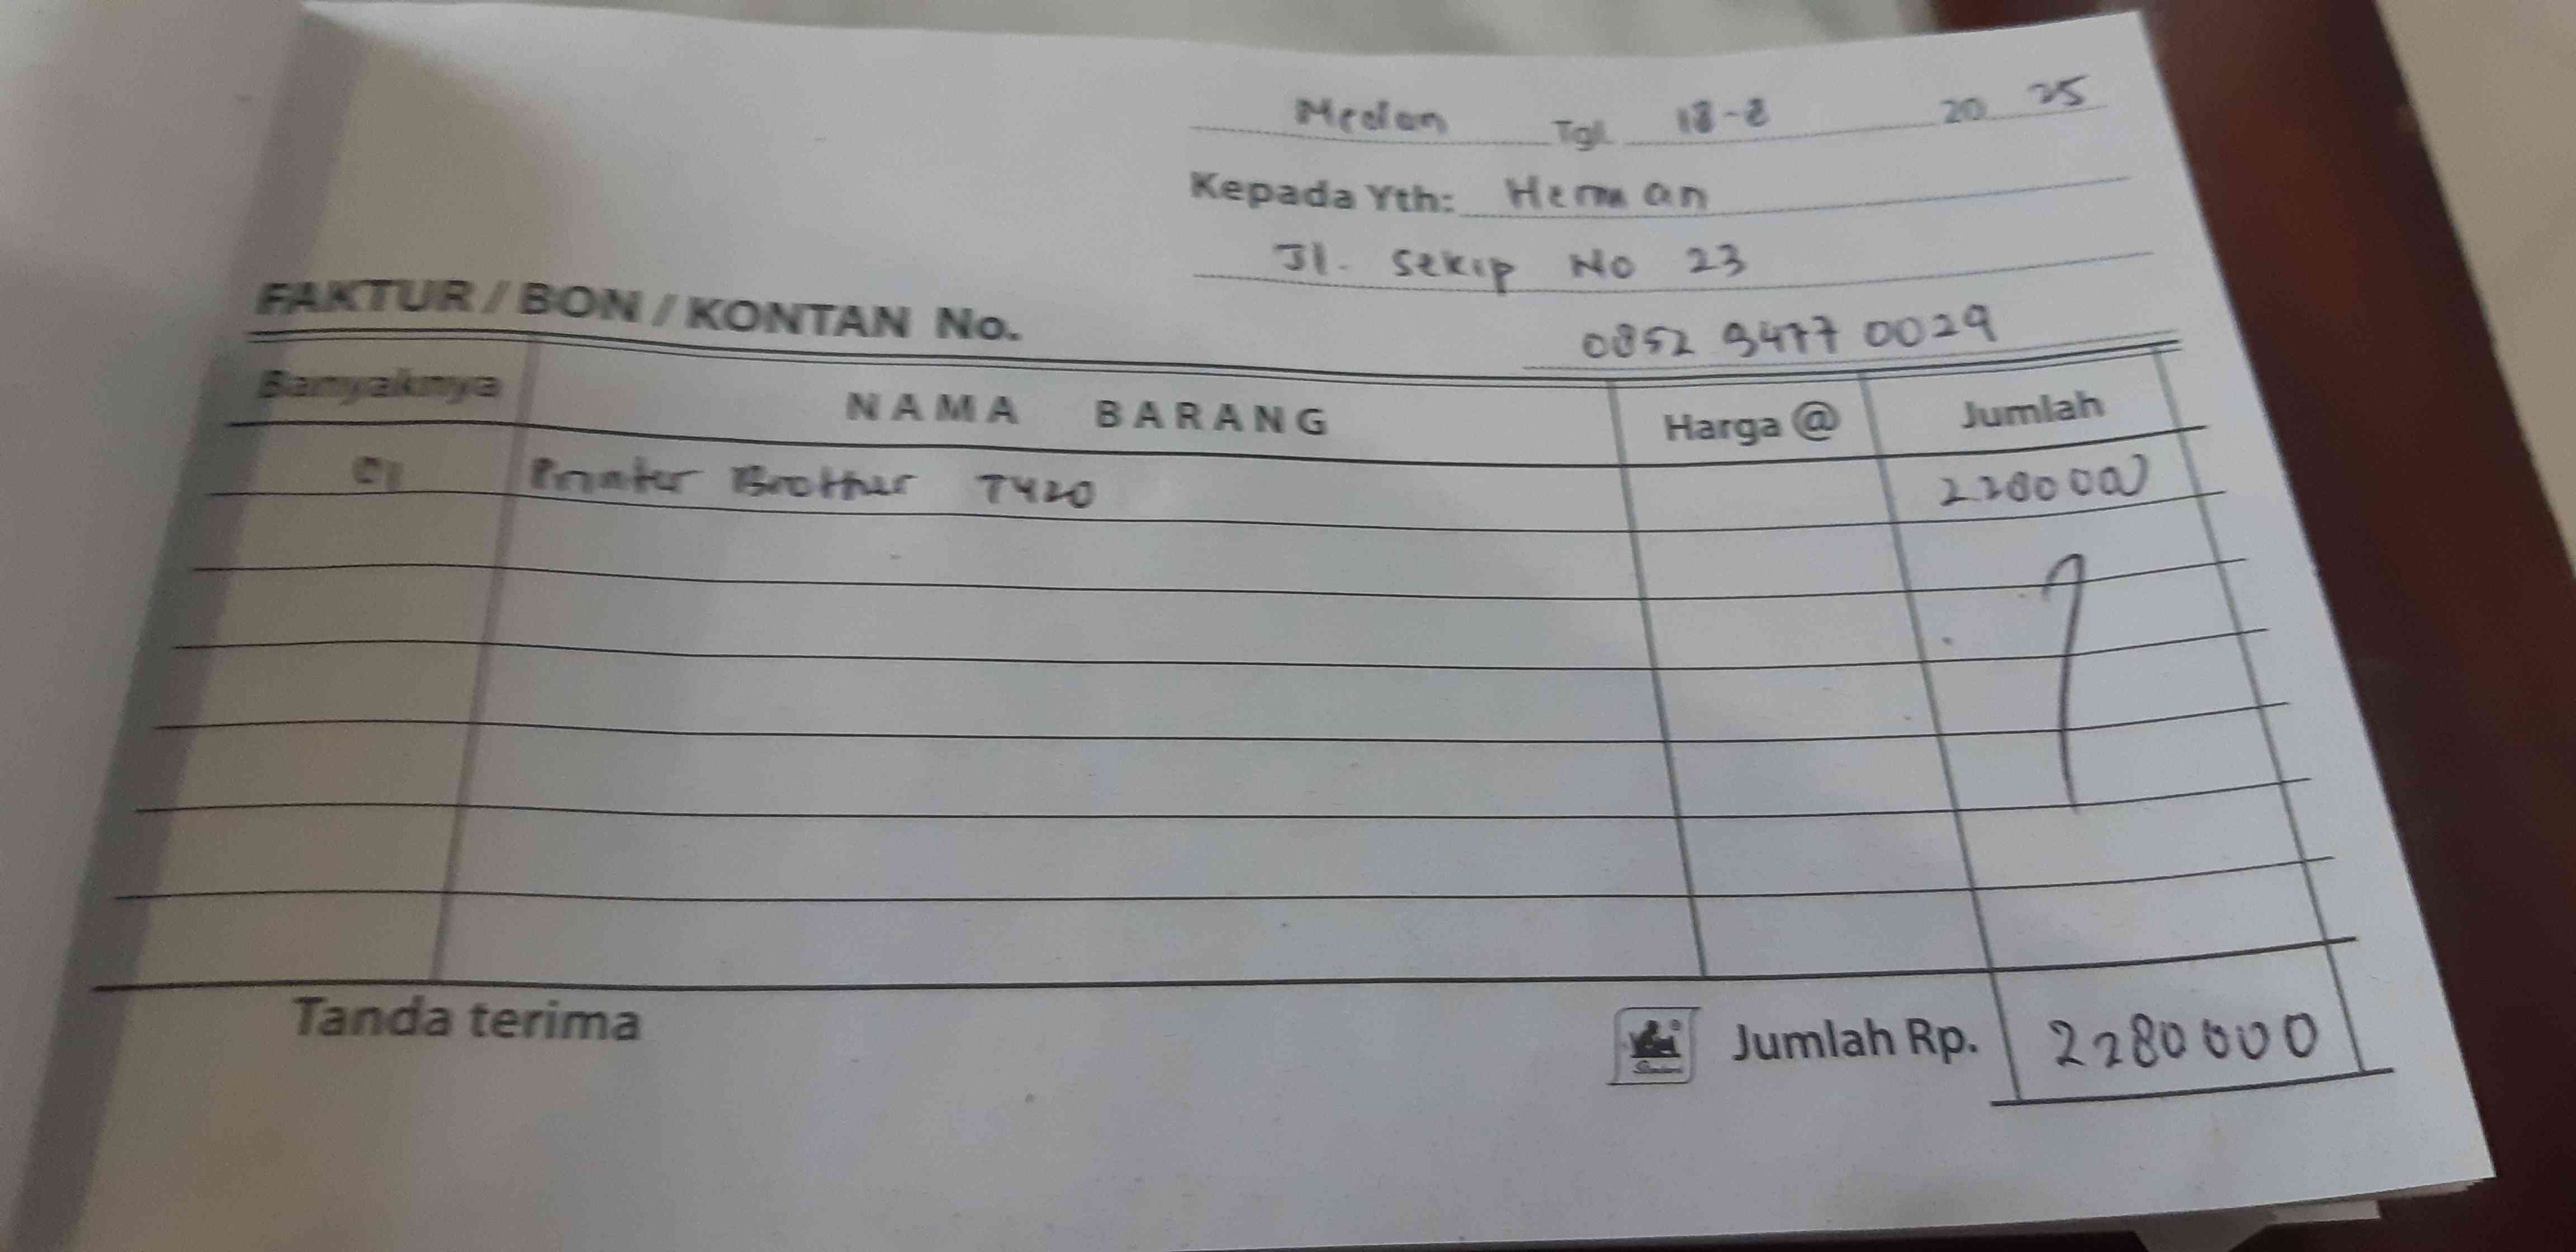 Medan Tgl. 18-8 20 25
Kepada Yth: Herman
Jl. Sekip No 23
FAKTUR / BON / KONTAN No.
0852 9477 0029
Banyaknya NAMA BARANG Harga @ Jumlah
01 Printer Brother T420 2280000
Tanda terima Jumlah Rp. 2280000